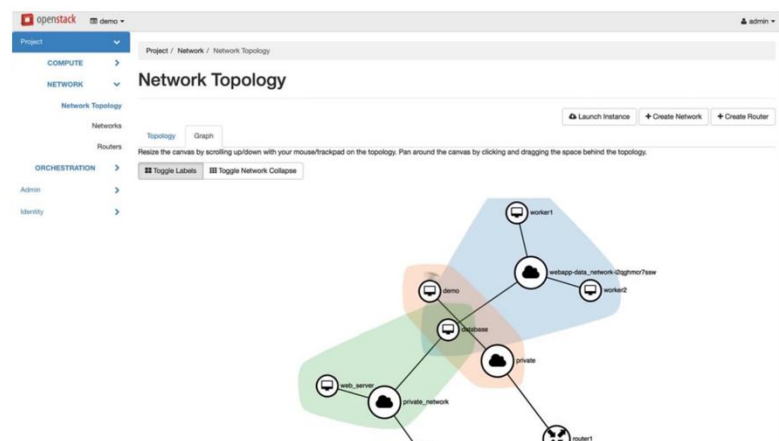 openstack demo admin
Project
Project / Network / Network Topology
COMPUTE
NETWORK
Network Topology
Networks
Routers
ORCHESTRATION
Admin
Identity
Network Topology
Launch Instance + Create Network + Create Router
Topology Graph
Resize the canvas by scrolling up/down with your mouse/trackpad on the topology. Pan around the canvas by clicking and dragging the space behind the topology.
Toggle Labels Toggle Network Collapse
worker1
webapp-data_network-i2qghmcr7ssw
worker2
demo
database
private
web_server
private_network
router1